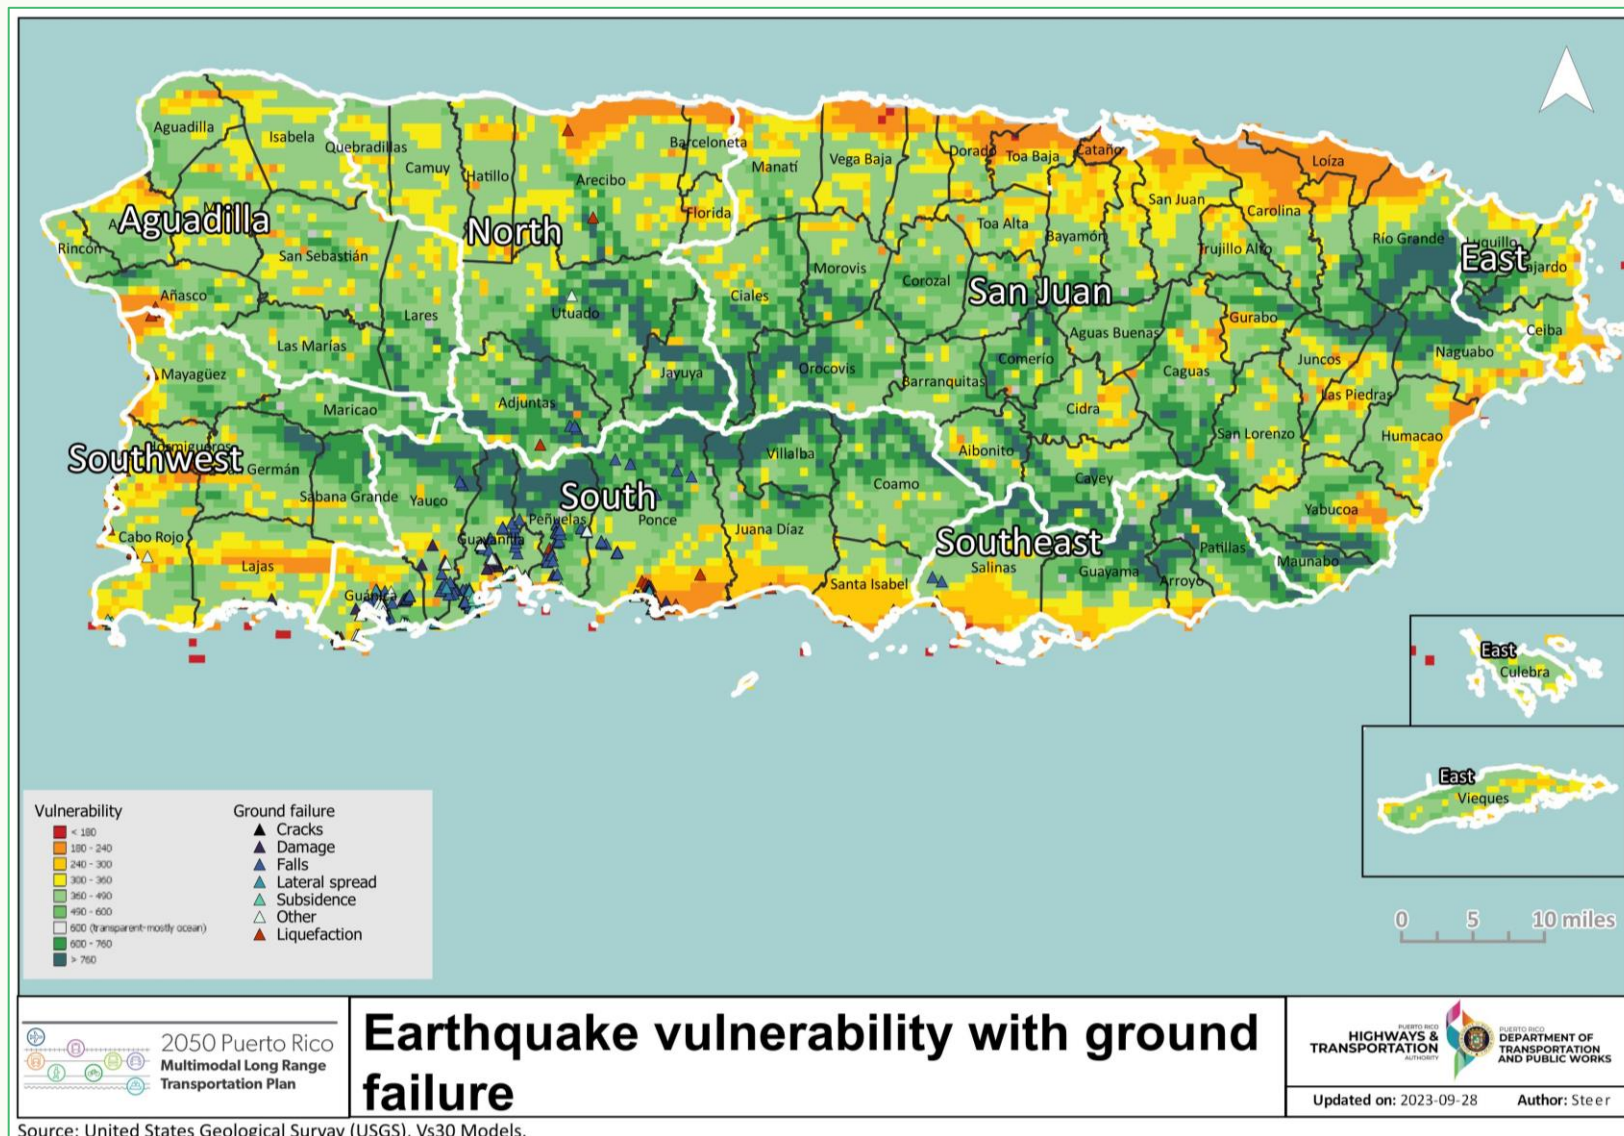 Aguadilla
Isabela
Quebradillas
Camuy
Hatillo
Arecibo
Barceloneta
Florida
Manatí
Vega Baja
Dorado
Toa Baja
Cataño
Loíza
San Juan
Carolina
Toa Alta
Bayamón
Trujillo Alto
Río Grande
Rincón
Aguadilla
San Sebastián
North
Morovis
Corozal
San Juan
East
Añasco
Utuado
Ciales
Lares
Las Marías
Aguas Buenas
Gurabo
Ceiba
Mayagüez
Jayuya
Orocovis
Comerío
Caguas
Juncos
Naguabo
Barranquitas
Maricao
Adjuntas
Cidra
Las Piedras
Southwest
Germán
Villalba
Aibonito
San Lorenzo
Humacao
Sabana Grande
Yauco
South
Coamo
Cayey
Yabucoa
Cabo Rojo
Guayanilla
Peñuelas
Ponce
Juana Díaz
Southeast
Patillas
Maunabo
Lajas
Guánica
Santa Isabel
Salinas
Guayama
Arroyo
East
Culebra
East
Vieques
Vulnerability
< 180
180 - 240
240 - 300
300 - 360
360 - 490
490 - 600
600 (transparent-mostly ocean)
600 - 760
> 760
Ground failure
Cracks
Damage
Falls
Lateral spread
Subsidence
Other
Liquefaction
0 5 10 miles
2050 Puerto Rico
Multimodal Long Range
Transportation Plan
Earthquake vulnerability with ground
failure
PUERTO RICO
HIGHWAYS &
TRANSPORTATION
AUTHORITY
PUERTO RICO
DEPARTMENT OF
TRANSPORTATION
AND PUBLIC WORKS
Updated on: 2023-09-28 Author: Steer
Source: United States Geological Survay (USGS). Vs30 Models.